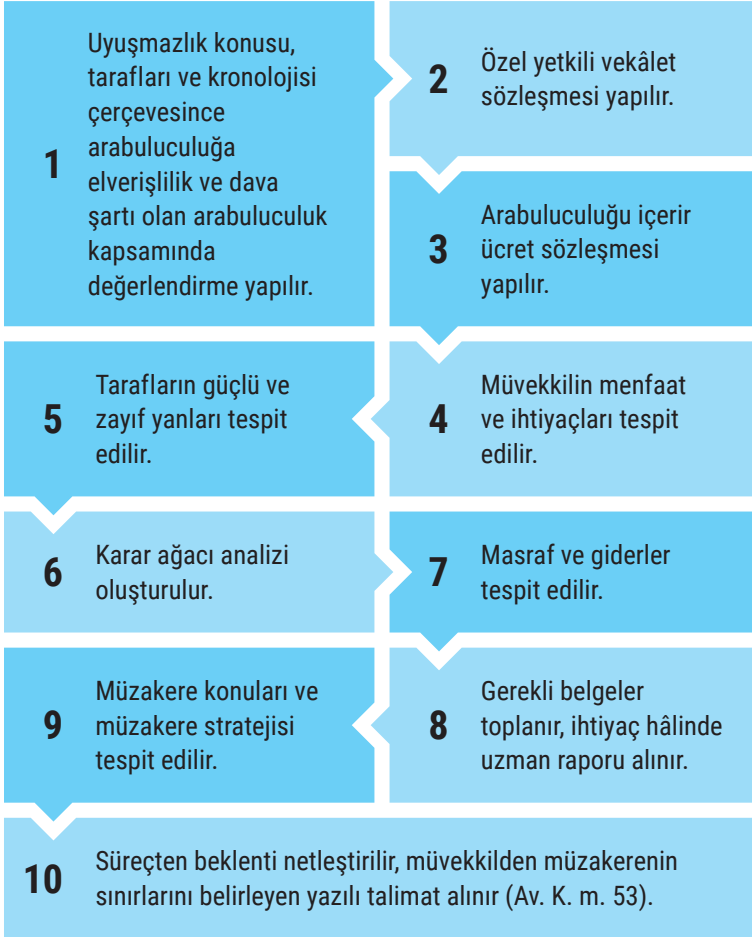 1
Uyuşmazlık konusu,
tarafları ve kronolojisi
çerçevesince
arabuluculuğa
elverişlilik ve dava
şartı olan arabuluculuk
kapsamında
değerlendirme yapılır.
2
Özel yetkili vekâlet
sözleşmesi yapılır.
3
Arabuluculuğu içerir
ücret sözleşmesi
yapılır.
4
Müvekkilin menfaat
ve ihtiyaçları tespit
edilir.
5
Tarafların güçlü ve
zayıf yanları tespit
edilir.
6
Karar ağacı analizi
oluşturulur.
7
Masraf ve giderler
tespit edilir.
8
Gerekli belgeler
toplanır, ihtiyaç hâlinde
uzman raporu alınır.
9
Müzakere konuları ve
müzakere stratejisi
tespit edilir.
10
Süreçten beklenti netleştirilir, müvekkilden müzakerenin
sınırlarını belirleyen yazılı talimat alınır (Av. K. m. 53).